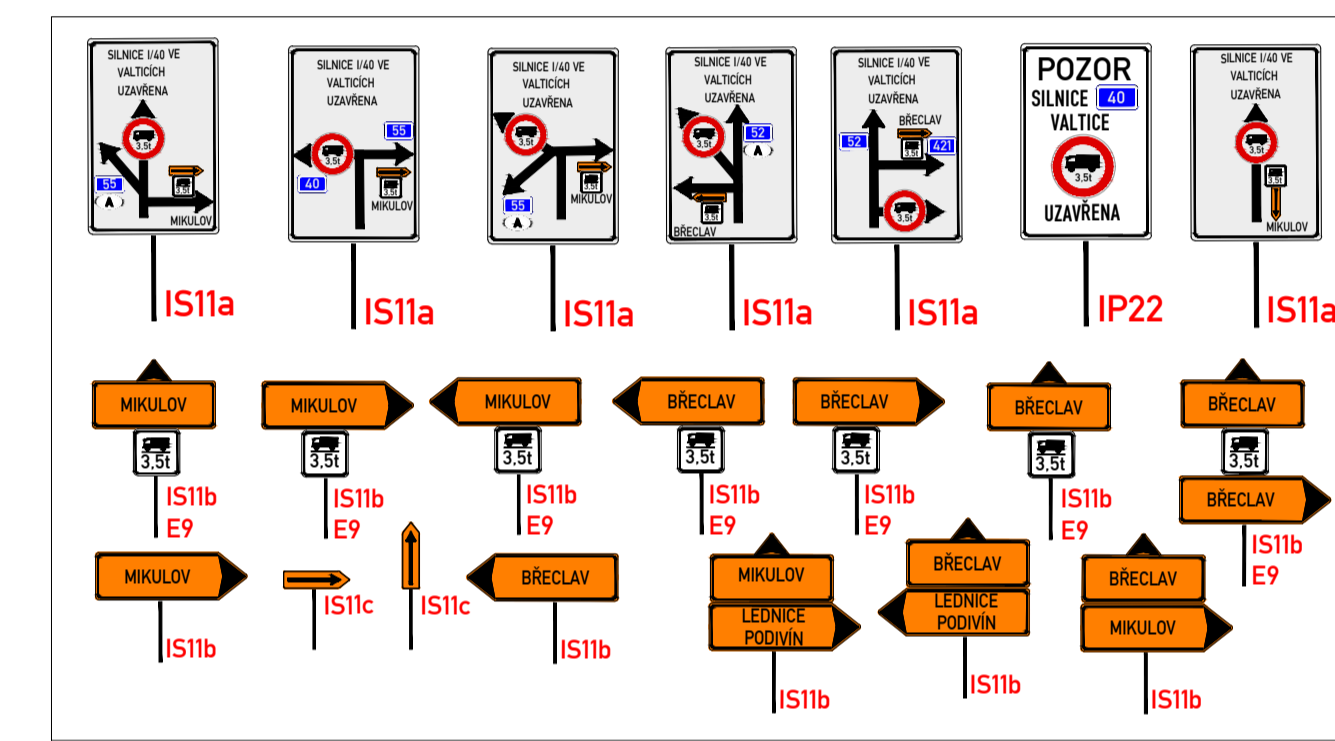 SILNICE I/40 VE
VALTICÍCH
UZAVŘENA
3,5t
55
A
3,5t
MIKULOV
IS11a
SILNICE I/40 VE
VALTICÍCH
UZAVŘENA
55
3,5t
40
3,5t
MIKULOV
IS11a
SILNICE I/40 VE
VALTICÍCH
UZAVŘENA
3,5t
55
A
MIKULOV
IS11a
SILNICE I/40 VE
VALTICÍCH
UZAVŘENA
52
A
3,5t
3,5t
BŘECLAV
IS11a
SILNICE I/40 VE
VALTICÍCH
UZAVŘENA
BŘECLAV
52
3,5t
421
3,5t
IS11a
POZOR
SILNICE 40
VALTICE
3,5t
UZAVŘENA
IP22
SILNICE I/40 VE
VALTICÍCH
UZAVŘENA
3,5t
3,5t
MIKULOV
IS11a
MIKULOV
3,5t
IS11b
E9
MIKULOV
3,5t
IS11b
E9
MIKULOV
3,5t
IS11b
E9
BŘECLAV
3,5t
IS11b
E9
BŘECLAV
3,5t
IS11b
E9
BŘECLAV
3,5t
IS11b
E9
BŘECLAV
3,5t
BŘECLAV
IS11b
E9
MIKULOV
IS11b
IS11c
IS11c
BŘECLAV
IS11b
MIKULOV
LEDNICE
PODIVÍN
IS11b
BŘECLAV
LEDNICE
PODIVÍN
IS11b
BŘECLAV
MIKULOV
IS11b